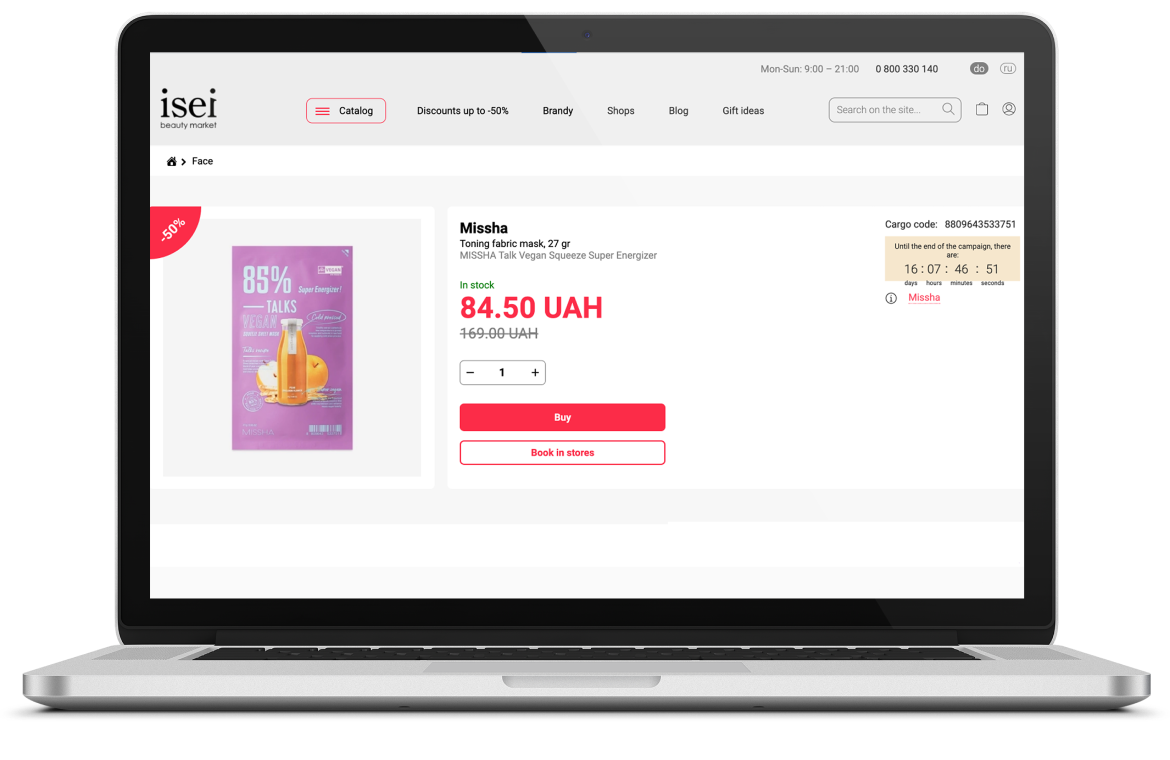 Mon-Sun: 9:00 – 21:00 0 800 330 140 do ru
isei
beauty market
Catalog Discounts up to -50% Brandy Shops Blog Gift ideas Search on the site...
Face
-50%
Missha
Toning fabric mask, 27 gr
MISSHA Talk Vegan Squeeze Super Energizer
In stock
84.50 UAH
169.00 UAH
− 1 +
Buy
Book in stores
Cargo code: 8809643533751
Until the end of the campaign, there
are:
16 : 07 : 46 : 51
days hours minutes seconds
Missha
85%
VEGAN
Super Energizer!
TALKS
VEGAN
Cold pressed
MISSHA